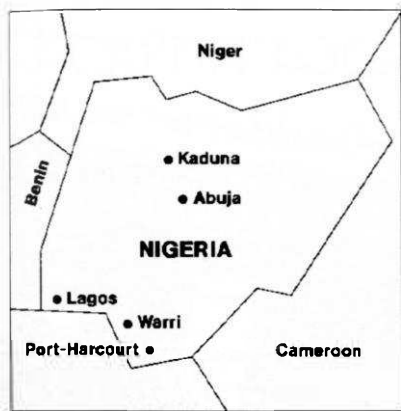 Niger
Kaduna
Benin
Abuja
NIGERIA
Lagos
Warri
Port-Harcourt
Cameroon